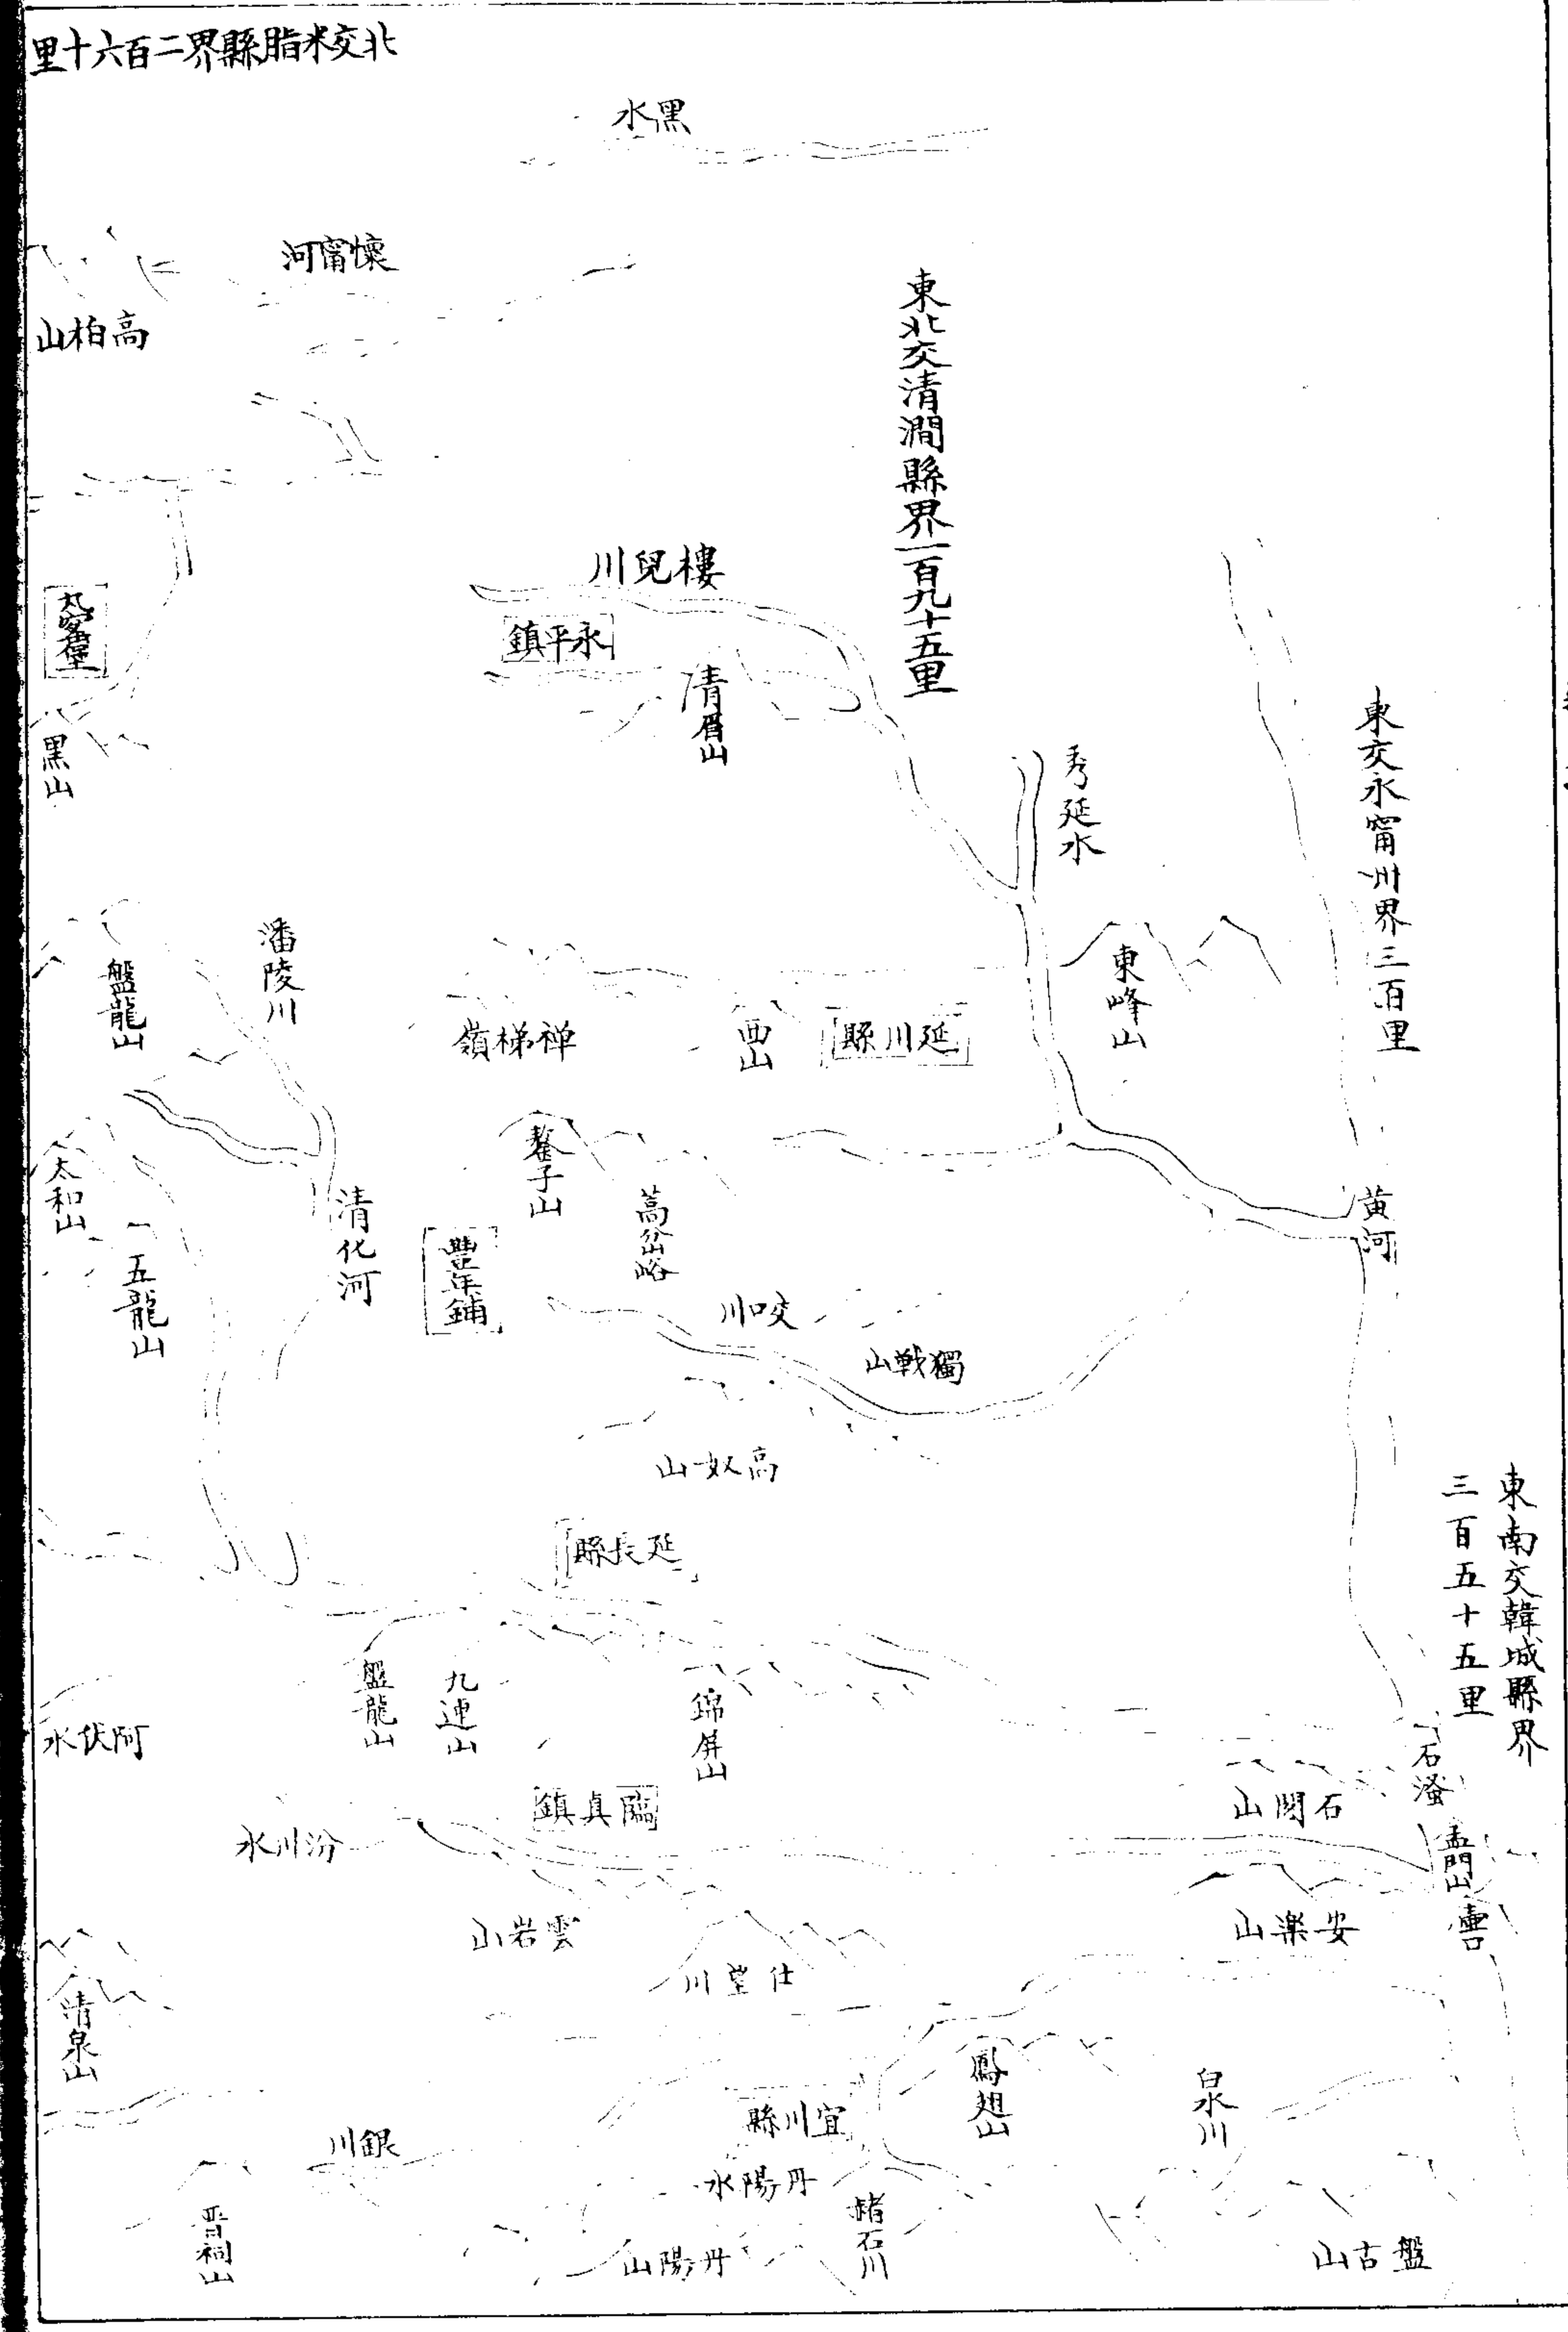 北交米脂縣界二百六十里
黑水
懷甯河
高柏山
東北交清澗縣界一百九十五里
樓兒川
永平鎮
清眉山
黑山
秀延水
東交永甯州界三百里
東峰山
延川縣
西山
禅梯嶺
潘陵川
盤龍山
太和山
五龍山
清化河
鏊子山
蒿岔峪
豐年鋪
交口川
獨戰山
高奴山
黃河
延長縣
東南交韓城縣界
三百五十五里
盤龍山
九連山
錦屏山
阿伏水
臨真鎮
汾川水
雲岩山
石閣山
石溞
孟門山
壺口
安樂山
仕望川
清泉山
鳳翅山
白水川
宜川縣
丹陽水
銀川
晋祠山
丹陽山
赭石川
盤古山